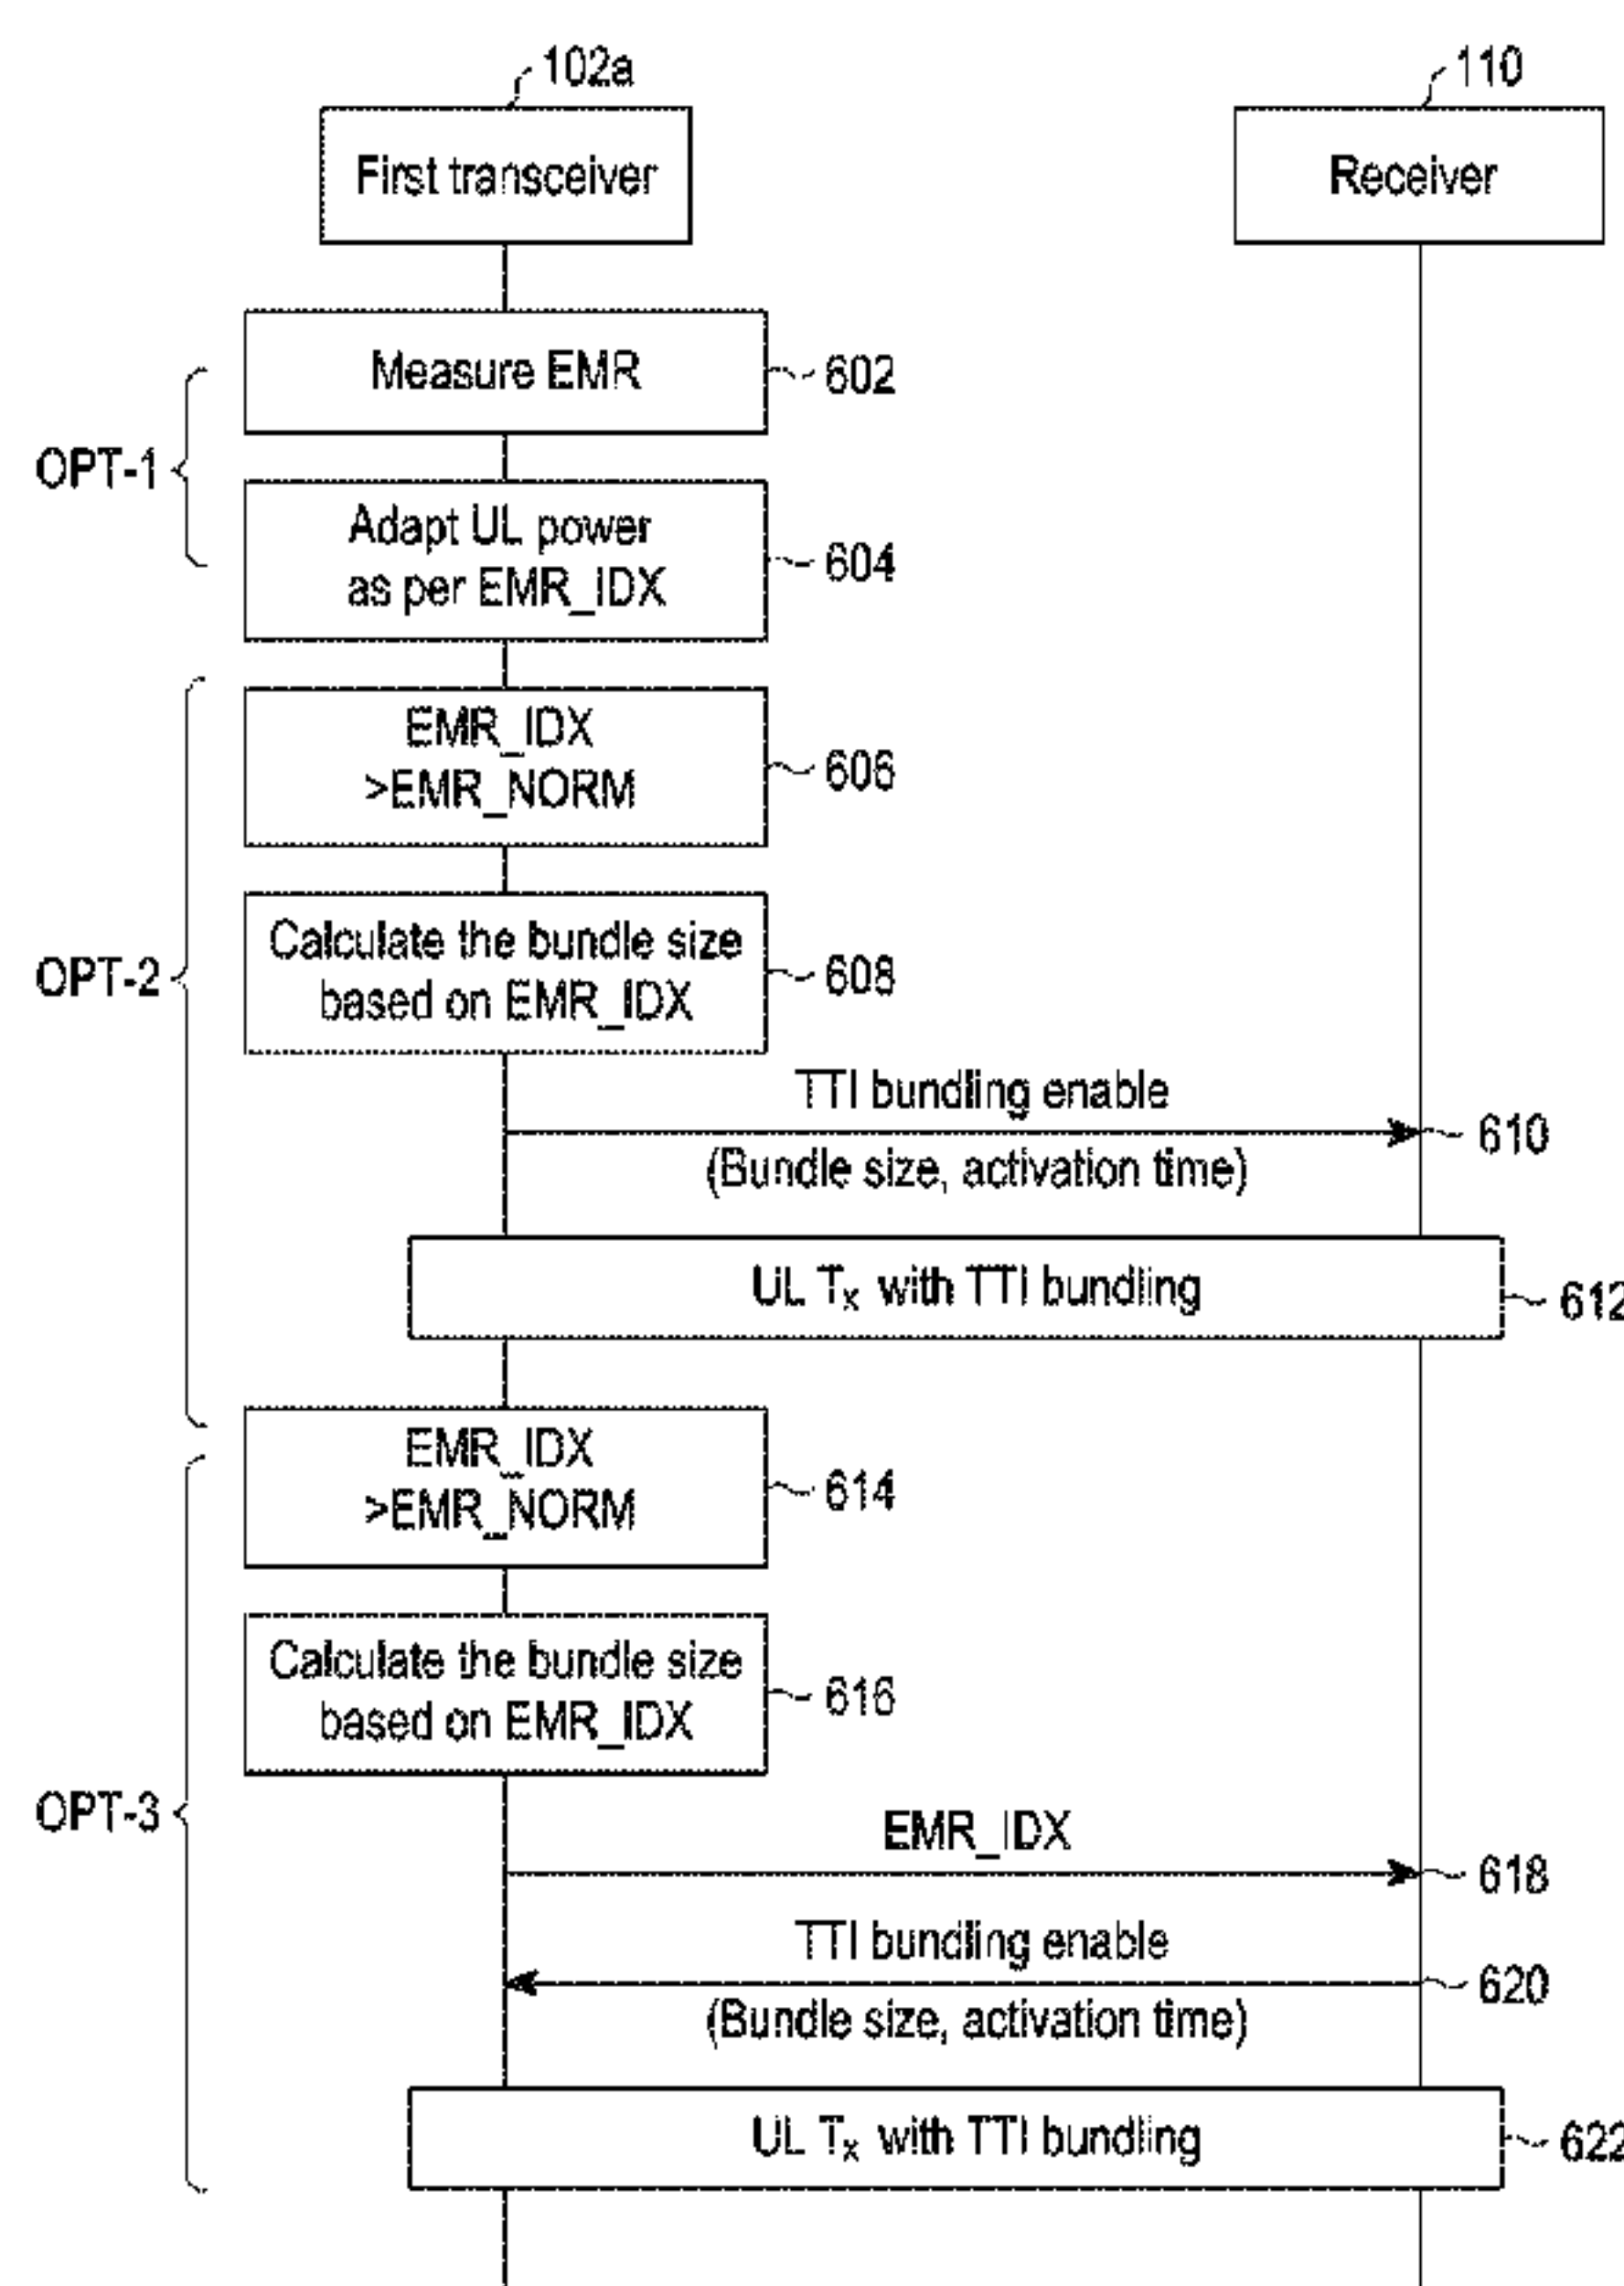 102a
110
First transceiver
Receiver
Measure EMR
602
OPT-1
Adapt UL power
as per EMR_IDX
604
EMR_IDX
>EMR_NORM
606
OPT-2
Calculate the bundle size
based on EMR_IDX
608
TTI bundling enable
610
(Bundle size, activation time)
UL Tx with TTI bundling
612
EMR_IDX
>EMR_NORM
614
Calculate the bundle size
based on EMR_IDX
616
OPT-3
EMR_IDX
618
TTI bundling enable
620
(Bundle size, activation time)
UL Tx with TTI bundling
622